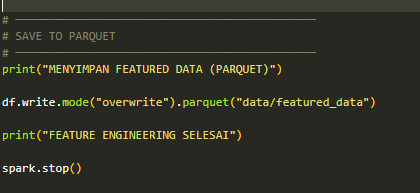 # ─────────────────────────────────────
# SAVE TO PARQUET
# ─────────────────────────────────────
print("MENYIMPAN FEATURED DATA (PARQUET)")
df.write.mode("overwrite").parquet("data/featured_data")
print("FEATURE ENGINEERING SELESAI")
spark.stop()